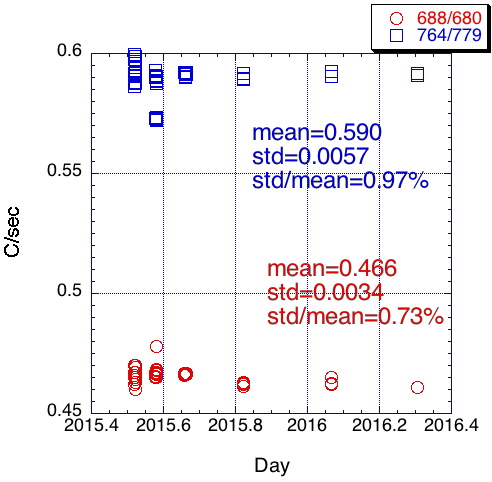 688/680
764/779
0.6
mean=0.590
std=0.0057
std/mean=0.97%
0.55
mean=0.466
std=0.0034
std/mean=0.73%
0.5
0.45
C/sec
2015.4 2015.6 2015.8 2016 2016.2 2016.4
Day